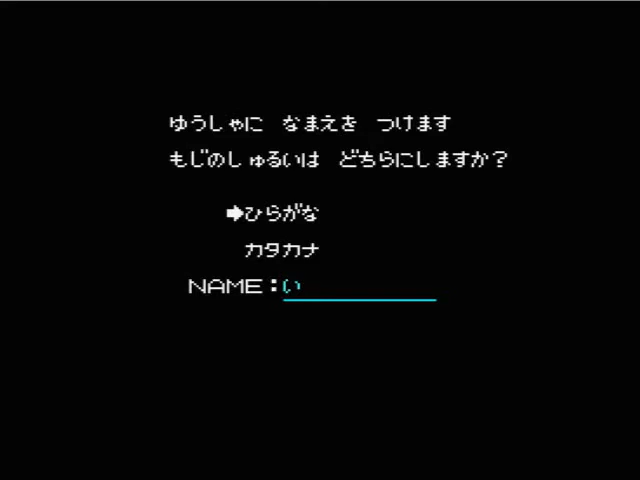 ゆうしゃに なまえを つけます
もじのしゅるいは どちらにしますか?
➡ひらがな
カタカナ
NAME:い